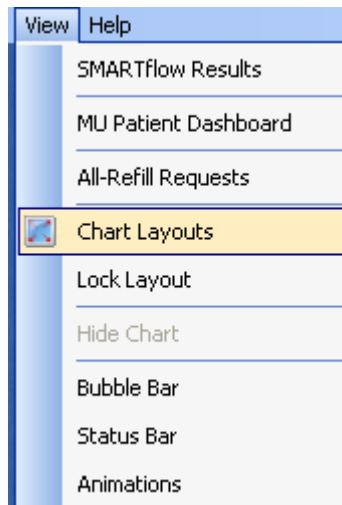 View Help
SMARTflow Results
MU Patient Dashboard
All-Refill Requests
Chart Layouts
Lock Layout
Hide Chart
Bubble Bar
Status Bar
Animations